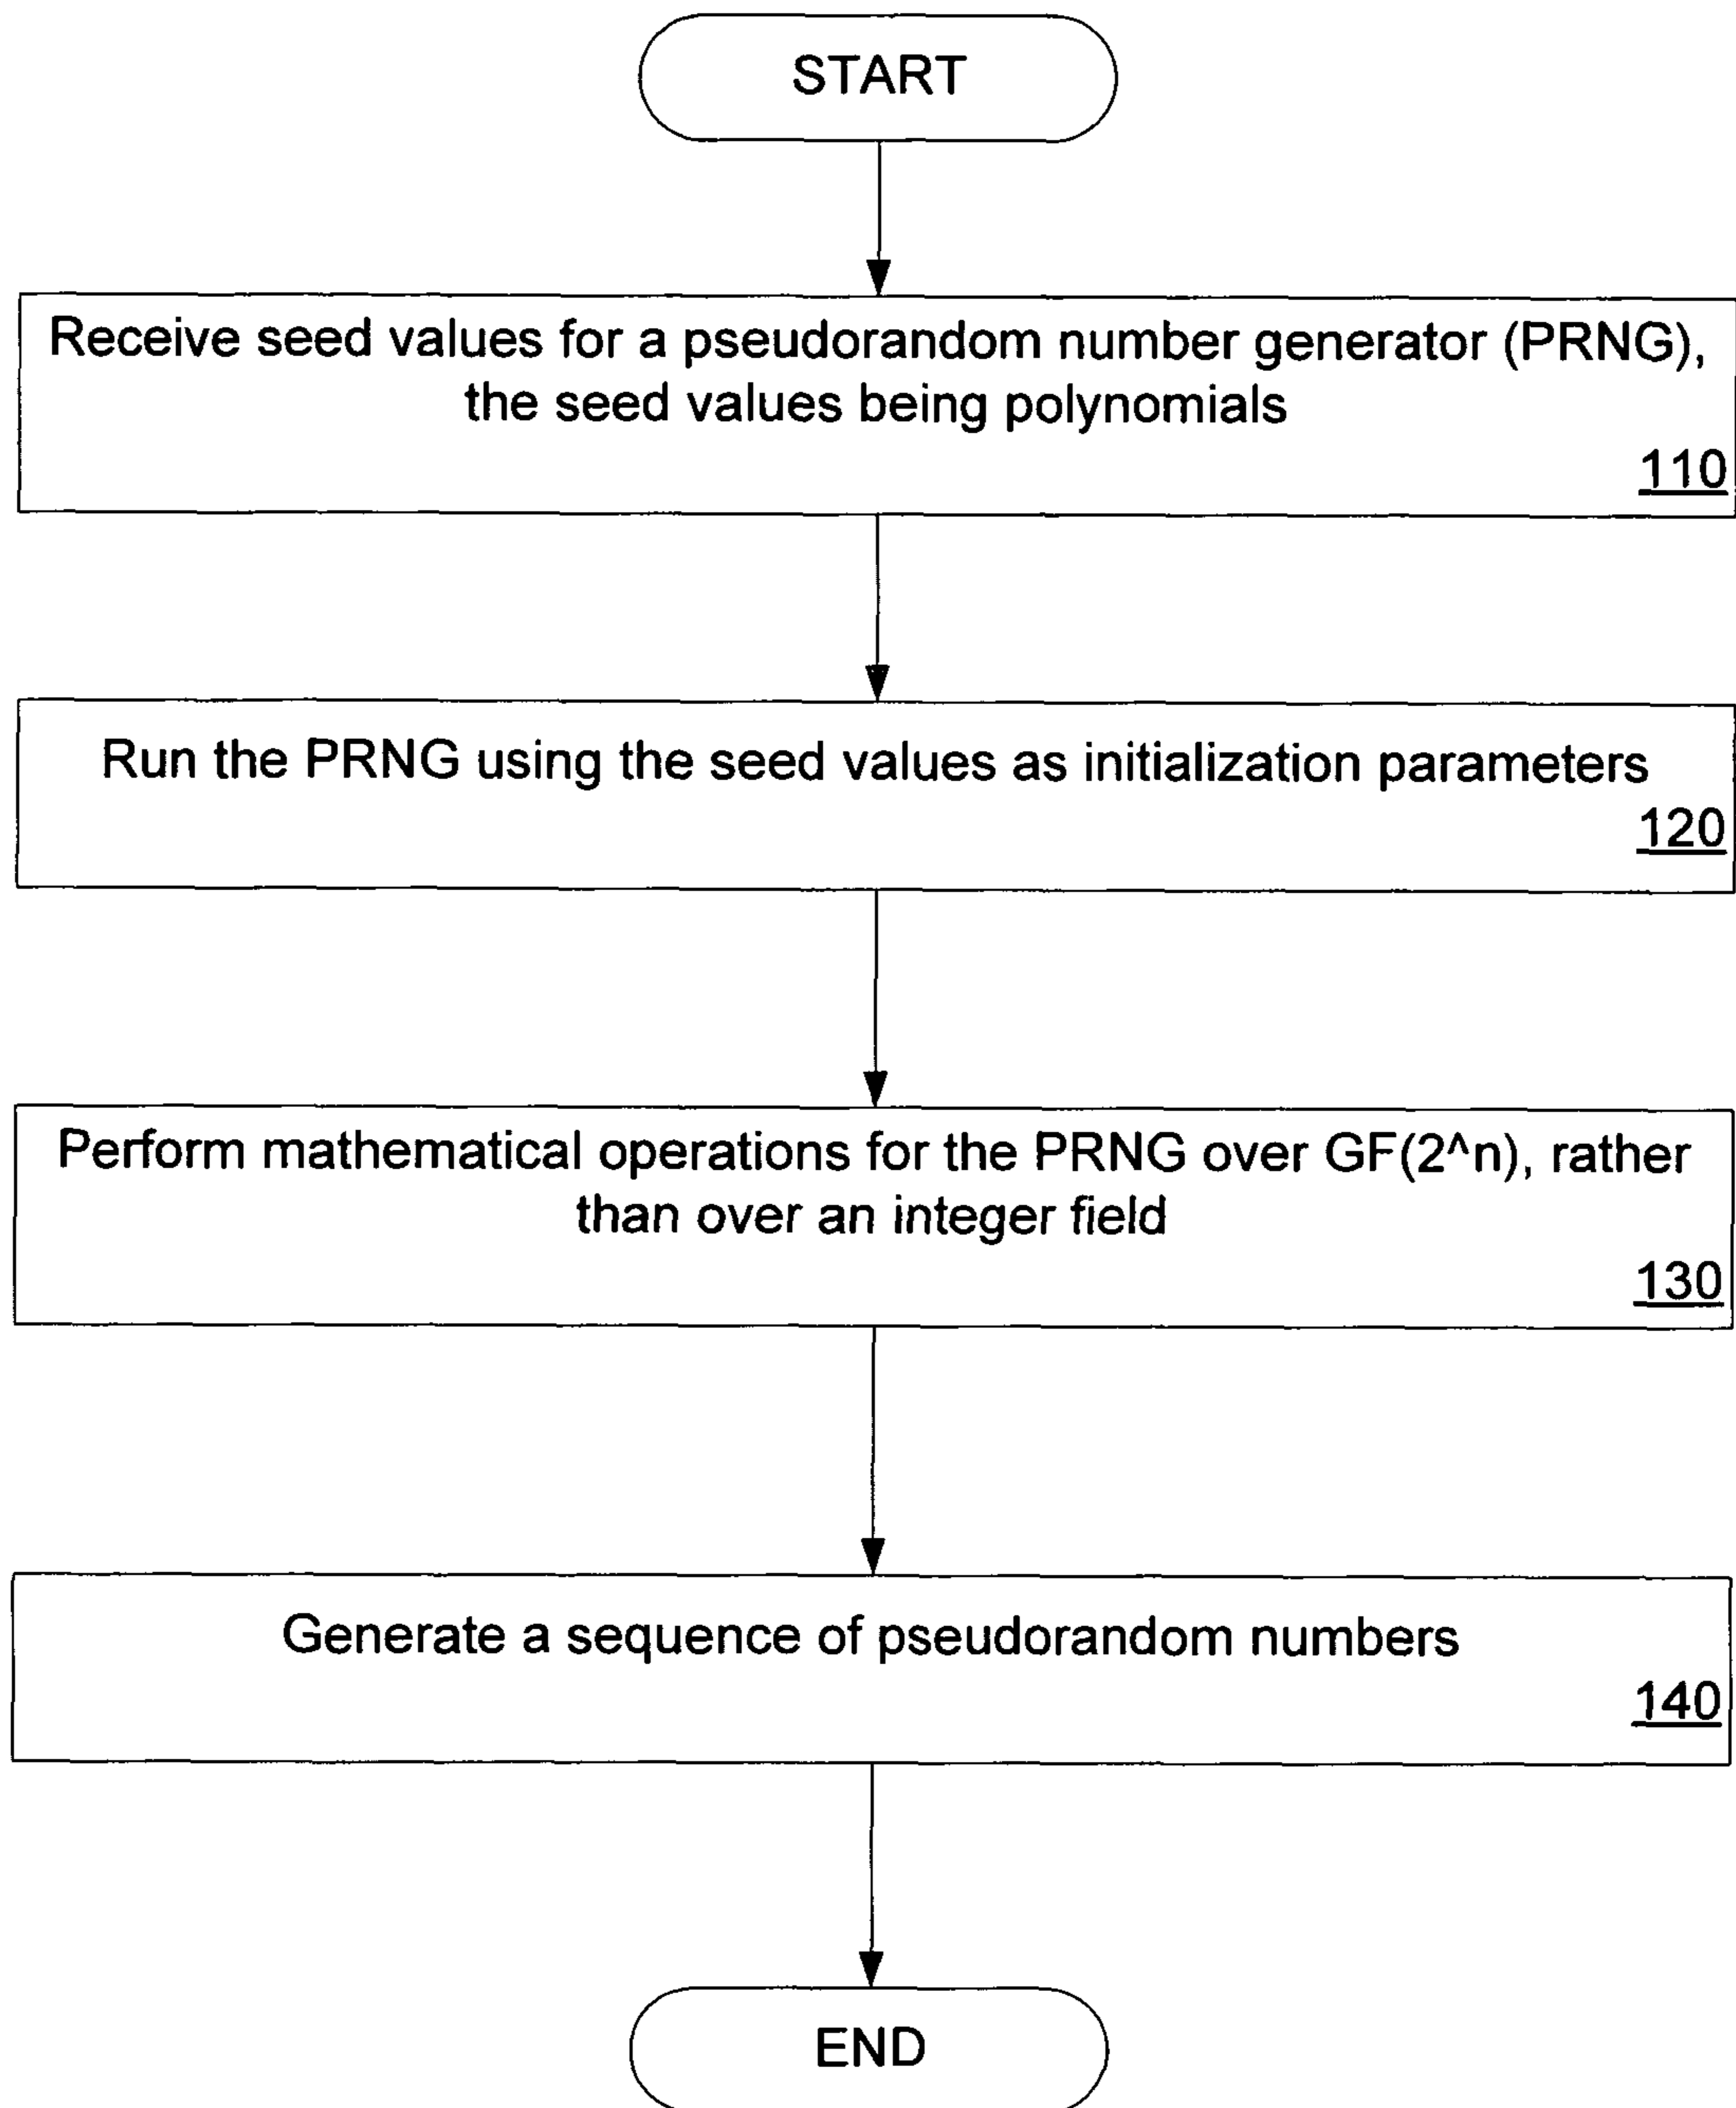 START
Receive seed values for a pseudorandom number generator (PRNG),
the seed values being polynomials
110
Run the PRNG using the seed values as initialization parameters
120
Perform mathematical operations for the PRNG over GF(2^n), rather
than over an integer field
130
Generate a sequence of pseudorandom numbers
140
END